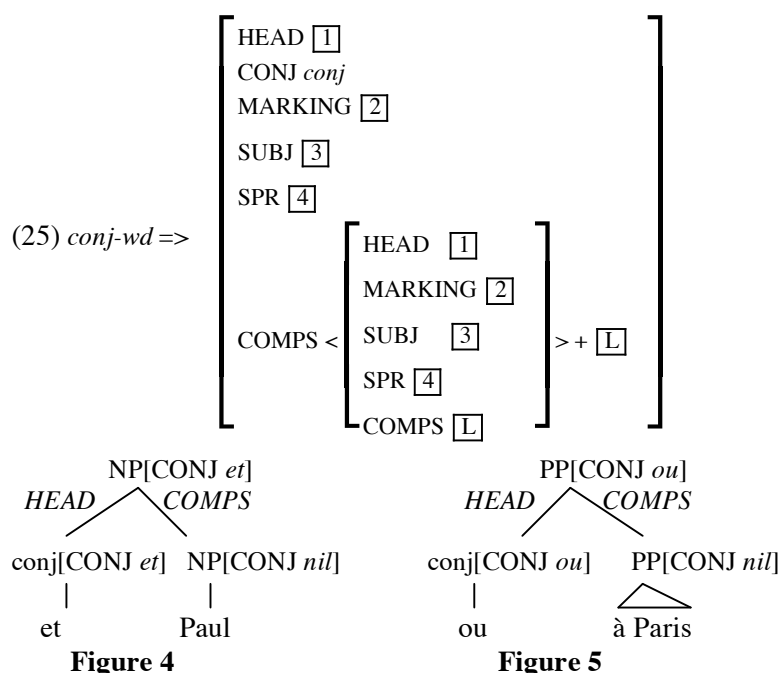 HEAD 1
CONJ conj
MARKING 2
SUBJ 3
SPR 4
(25) conj-wd =>
HEAD 1
MARKING 2
COMPS < SUBJ 3 > + L
SPR 4
COMPS L
NP[CONJ et] PP[CONJ ou]
HEAD COMPS HEAD COMPS
conj[CONJ et] NP[CONJ nil] conj[CONJ ou] PP[CONJ nil]
et Paul ou à Paris
Figure 4 Figure 5